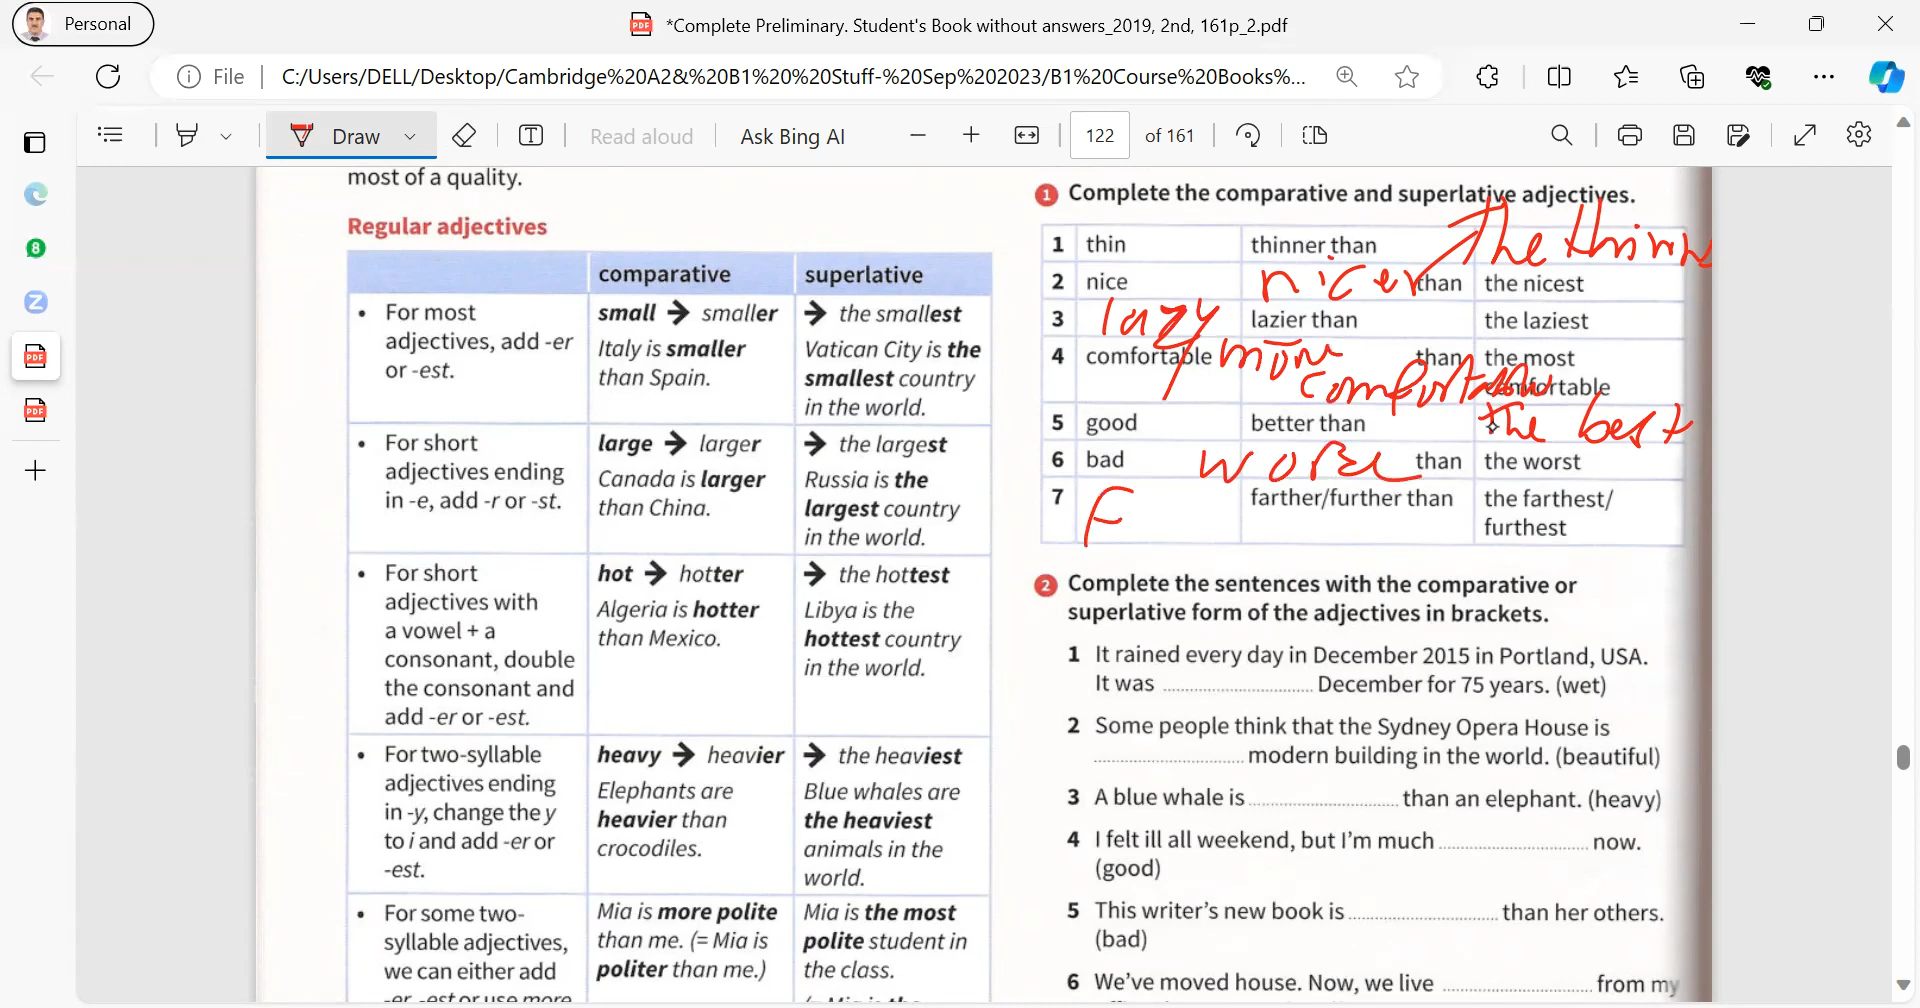 Personal
*Complete Preliminary. Student's Book without answers_2019, 2nd, 161p_2.pdf
File C:/Users/DELL/Desktop/Cambridge%20A2&%20B1%20%20Stuff-%20Sep%202023/B1%20Course%20Books%...
Draw
Read aloud
Ask Bing AI
122 of 161
most of a quality.
Regular adjectives
comparative superlative
• For most adjectives, add -er or -est.
small → smaller → the smallest
Italy is smaller than Spain.
Vatican City is the smallest country in the world.
• For short adjectives ending in -e, add -r or -st.
large → larger → the largest
Canada is larger than China.
Russia is the largest country in the world.
• For short adjectives with a vowel + a consonant, double the consonant and add -er or -est.
hot → hotter → the hottest
Algeria is hotter than Mexico.
Libya is the hottest country in the world.
• For two-syllable adjectives ending in -y, change the y to i and add -er or -est.
heavy → heavier → the heaviest
Elephants are heavier than crocodiles.
Blue whales are the heaviest animals in the world.
• For some two-syllable adjectives, we can either add -er, -est or use more
Mia is more polite than me. (= Mia is politer than me.)
Mia is the most polite student in the class.
1 Complete the comparative and superlative adjectives.
1 thin thinner than The thinn
2 nice nicer than the nicest
3 lazy lazier than the laziest
4 comfortable more comfortable than the most comfortable
5 good better than the best
6 bad worse than the worst
7 F farther/further than the farthest/furthest
2 Complete the sentences with the comparative or
superlative form of the adjectives in brackets.
1 It rained every day in December 2015 in Portland, USA.
It was .................... December for 75 years. (wet)
2 Some people think that the Sydney Opera House is
.................... modern building in the world. (beautiful)
3 A blue whale is .................... than an elephant. (heavy)
4 I felt ill all weekend, but I'm much .................... now.
(good)
5 This writer's new book is .................... than her others.
(bad)
6 We've moved house. Now, we live .................... from my